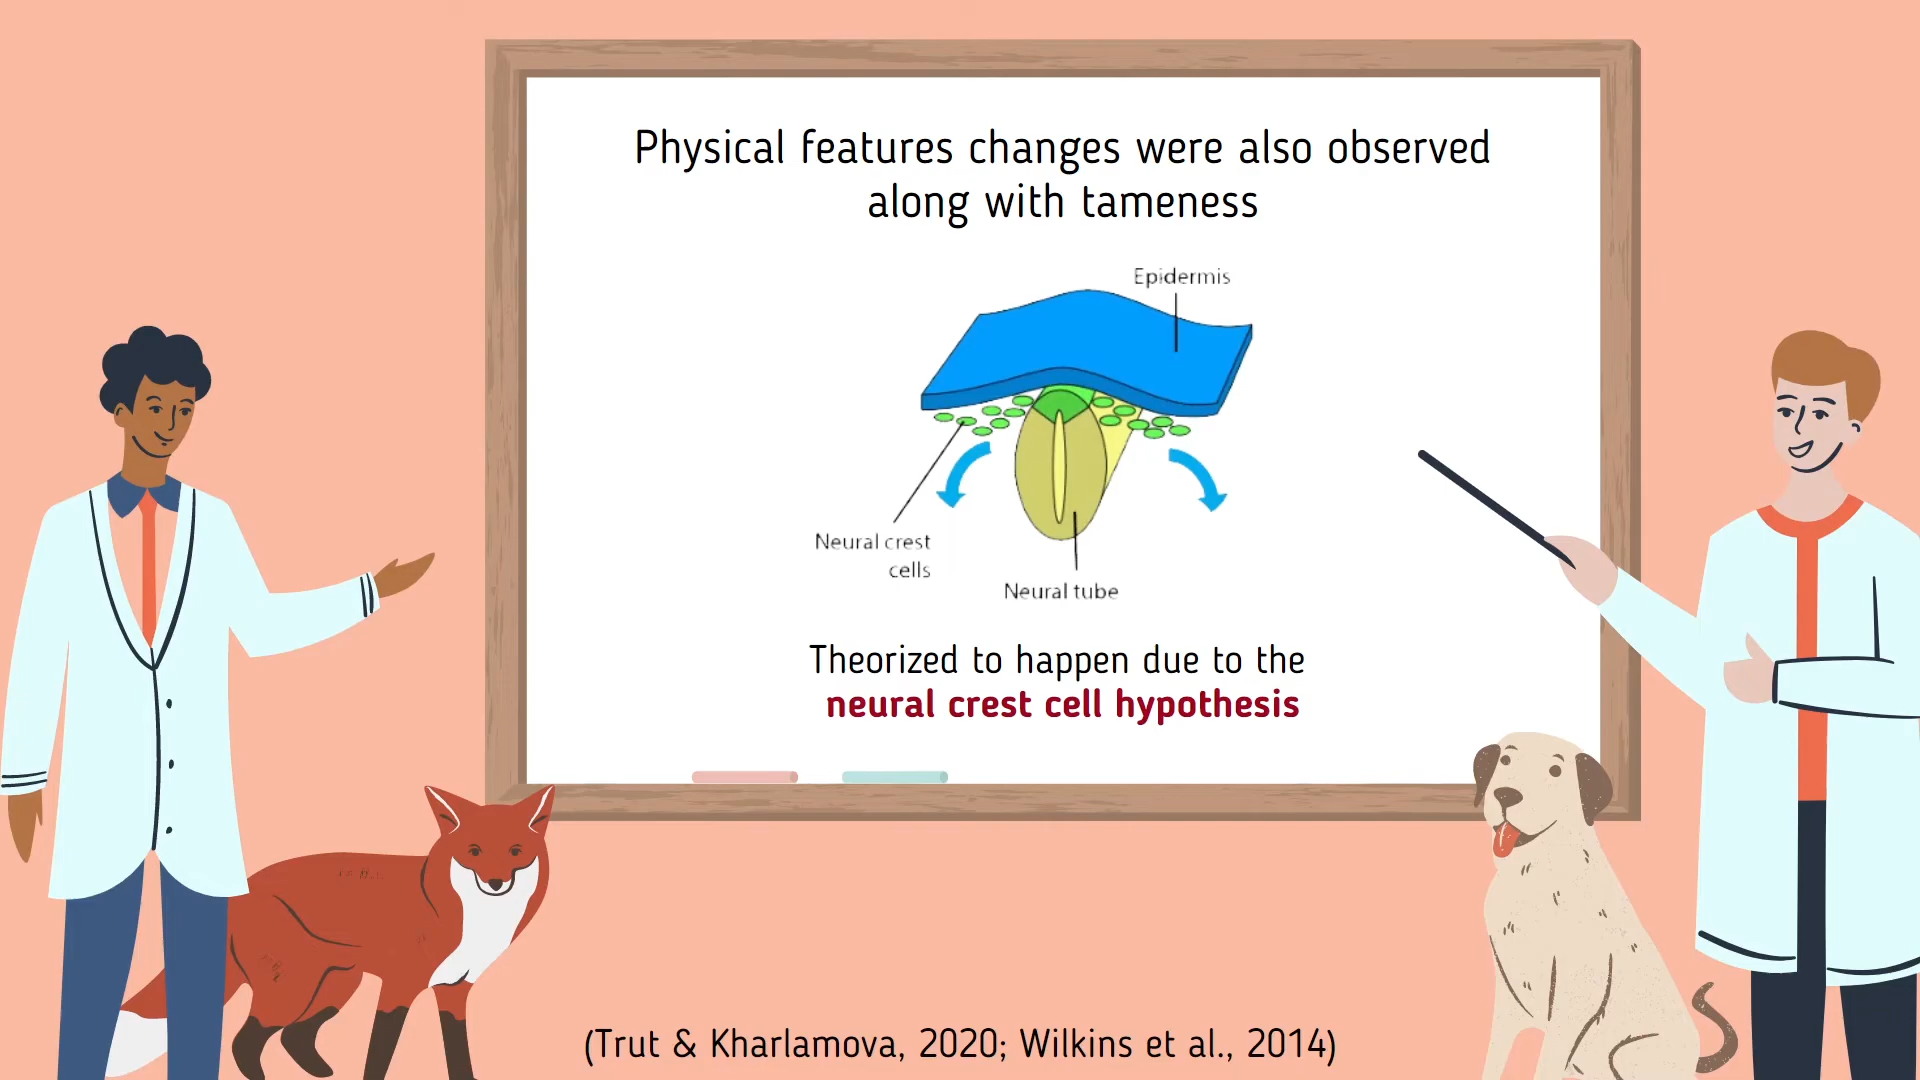 Physical features changes were also observed
along with tameness
Epidermis
Neural crest
cells
Neural tube
Theorized to happen due to the
neural crest cell hypothesis
(Trut & Kharlamova, 2020; Wilkins et al., 2014)